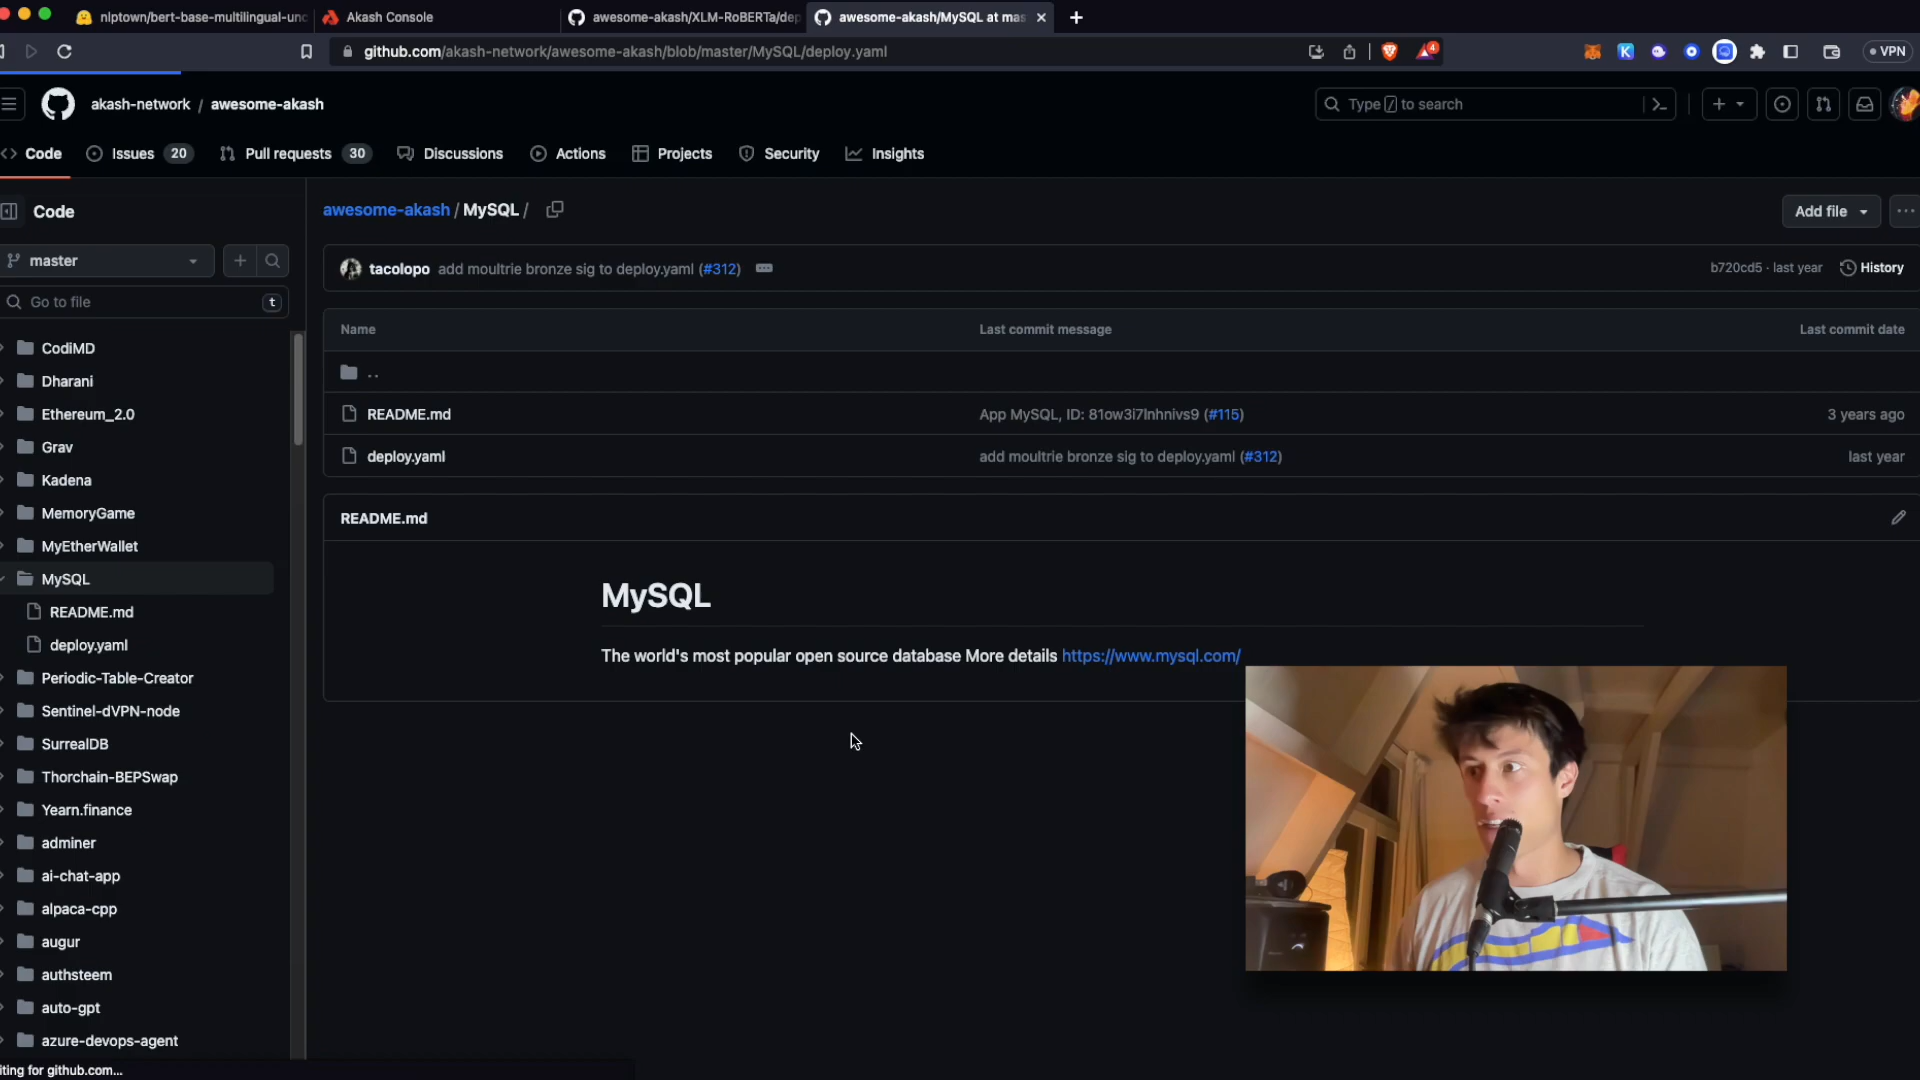 nlptown/bert-base-multilingual-unc
Akash Console
awesome-akash/XLM-RoBERTa/dep
awesome-akash/MySQL at mas
github.com/akash-network/awesome-akash/blob/master/MySQL/deploy.yaml
4
K
VPN
akash-network / awesome-akash
Type / to search
Code
Issues 20
Pull requests 30
Discussions
Actions
Projects
Security
Insights
Code
master
Go to file
t
CodiMD
Dharani
Ethereum_2.0
Grav
Kadena
MemoryGame
MyEtherWallet
MySQL
README.md
deploy.yaml
Periodic-Table-Creator
Sentinel-dVPN-node
SurrealDB
Thorchain-BEPSwap
Yearn.finance
adminer
ai-chat-app
alpaca-cpp
augur
authsteem
auto-gpt
azure-devops-agent
iting for github.com...
awesome-akash / MySQL /
Add file
tacolopo add moultrie bronze sig to deploy.yaml (#312)
b720cd5 · last year
History
Name Last commit message Last commit date
..
README.md App MySQL, ID: 81ow3i7lnhnivs9 (#115) 3 years ago
deploy.yaml add moultrie bronze sig to deploy.yaml (#312) last year
README.md
MySQL
The world's most popular open source database More details https://www.mysql.com/